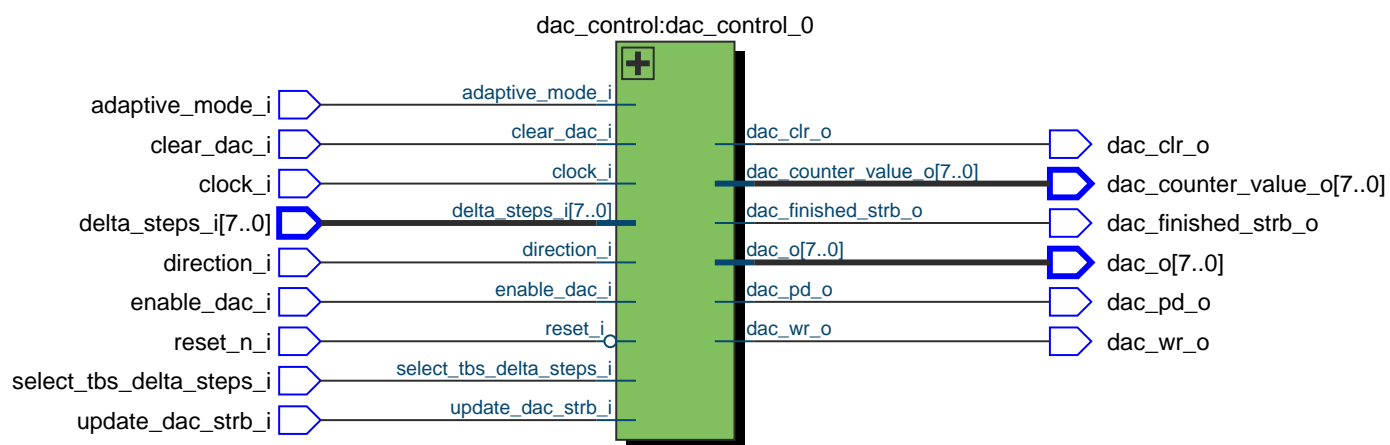 dac_control:dac_control_0
adaptive_mode_i adaptive_mode_i
clear_dac_i clear_dac_i dac_clr_o dac_clr_o
clock_i clock_i dac_counter_value_o[7..0] dac_counter_value_o[7..0]
delta_steps_i[7..0] delta_steps_i[7..0] dac_finished_strb_o dac_finished_strb_o
direction_i direction_i dac_o[7..0] dac_o[7..0]
enable_dac_i enable_dac_i dac_pd_o dac_pd_o
reset_n_i reset_i dac_wr_o dac_wr_o
select_tbs_delta_steps_i select_tbs_delta_steps_i
update_dac_strb_i update_dac_strb_i